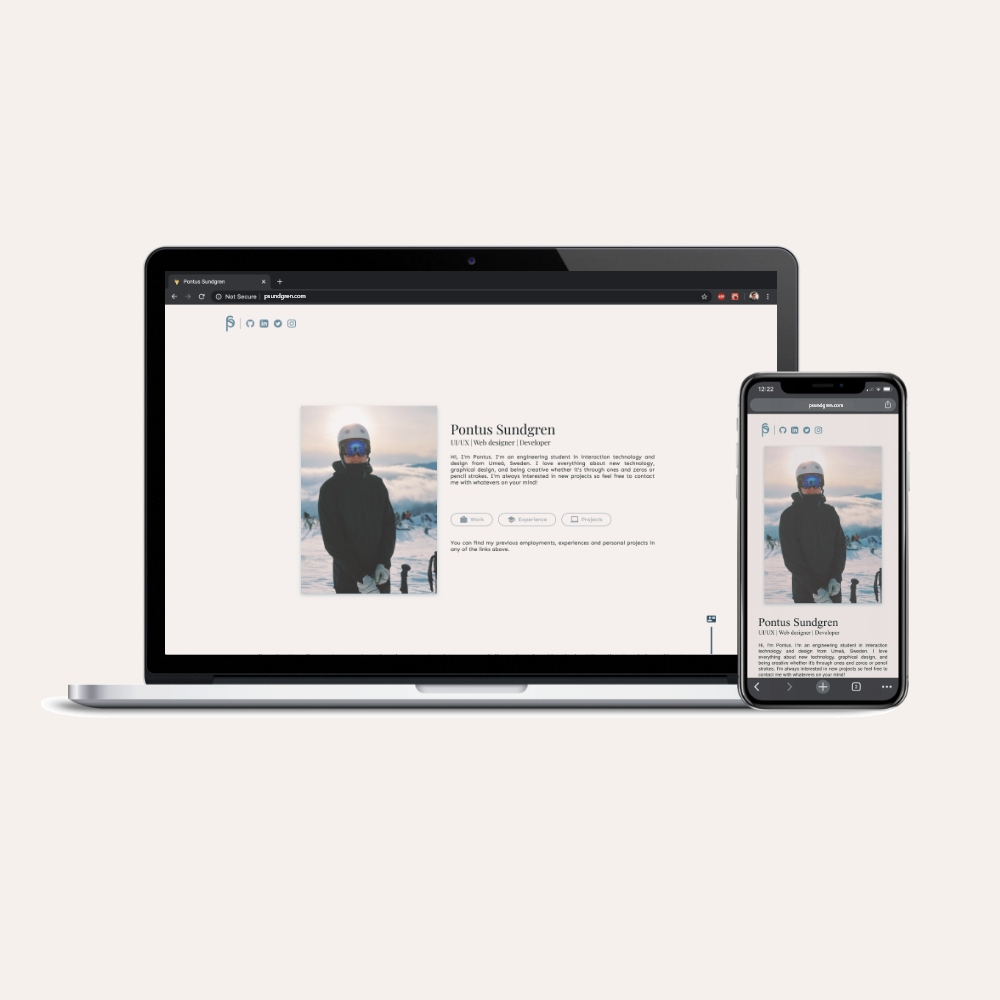 Pontus Sundgren
Not Secure | psundgren.com
Pontus Sundgren
UI/UX | Web designer | Developer
Hi, I'm Pontus. I'm an engineering student in interaction technology and
design from Umeå, Sweden. I love everything about new technology,
graphical design, and being creative whether it's through ones and zeros or
pencil strokes. I'm always interested in new projects so feel free to contact
me with whatevers on your mind!
Work Experience Projects
You can find my previous employments, experiences and personal projects in
any of the links above.
12:22
psundgren.com
Pontus Sundgren
UI/UX | Web designer | Developer
Hi, I'm Pontus. I'm an engineering student in interaction
technology and design from Umeå, Sweden. I love
everything about new technology, graphical design, and
being creative whether it's through ones and zeros or pencil
strokes. I'm always interested in new projects so feel free to
contact me with whatevers on your mind!
1